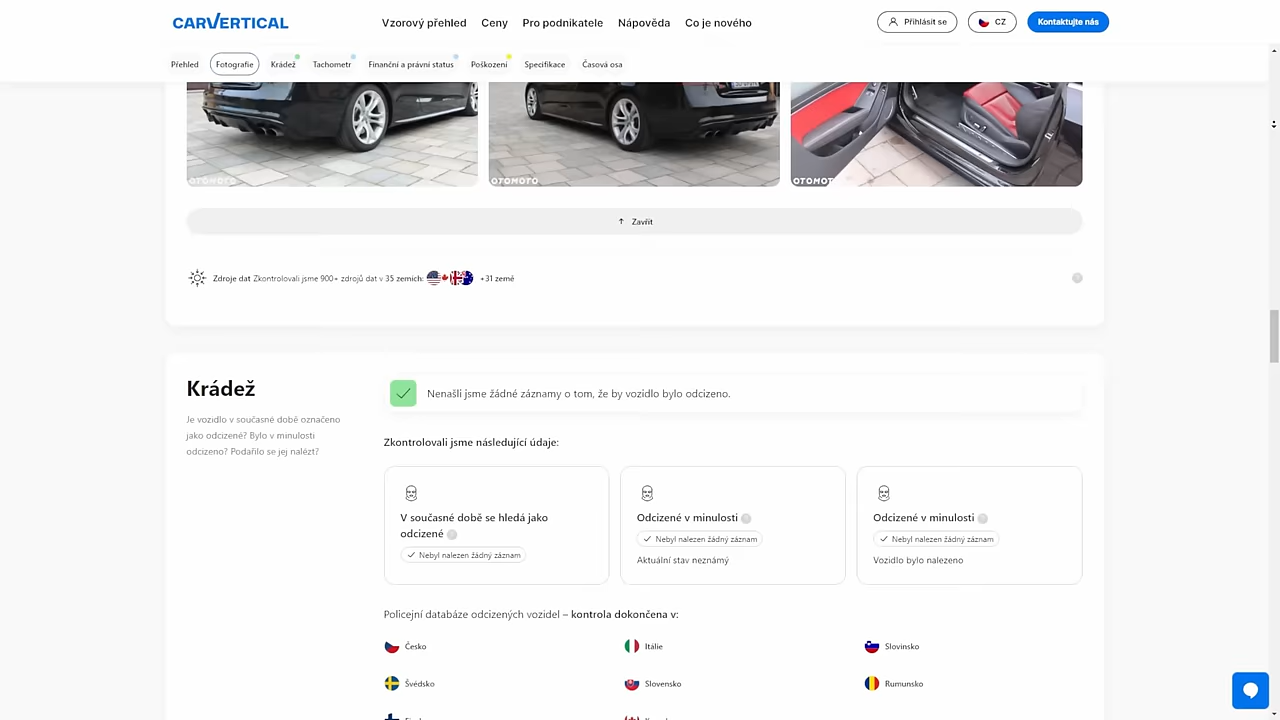 CARVERTICAL
Vzorový přehled Ceny Pro podnikatele Nápověda Co je nového
Přihlásit se
CZ
Kontaktujte nás
Přehled Fotografie Krádež Tachometr Finanční a právní status Poškození Specifikace Časová osa
OTOMOTO
OTOMOTO
OTOMOT
↑ Zavřít
Zdroje dat Zkontrolovali jsme 900+ zdrojů dat v 35 zemích: +31 země
Krádež
Je vozidlo v současné době označeno
jako odcizené? Bylo v minulosti
odcizeno? Podařilo se jej nalézt?
Nenašli jsme žádné záznamy o tom, že by vozidlo bylo odcizeno.
Zkontrolovali jsme následující údaje:
V současné době se hledá jako
odcizené
Nebyl nalezen žádný záznam
Odcizené v minulosti
Nebyl nalezen žádný záznam
Aktuální stav neznámý
Odcizené v minulosti
Nebyl nalezen žádný záznam
Vozidlo bylo nalezeno
Policejní databáze odcizených vozidel – kontrola dokončena v:
Česko Itálie Slovinsko
Švédsko Slovensko Rumunsko